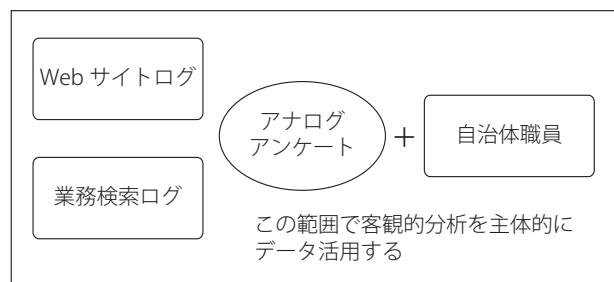 Web サイトログ
業務検索ログ
アナログ
アンケート
+
自治体職員
この範囲で客観的分析を主体的に
データ活用する